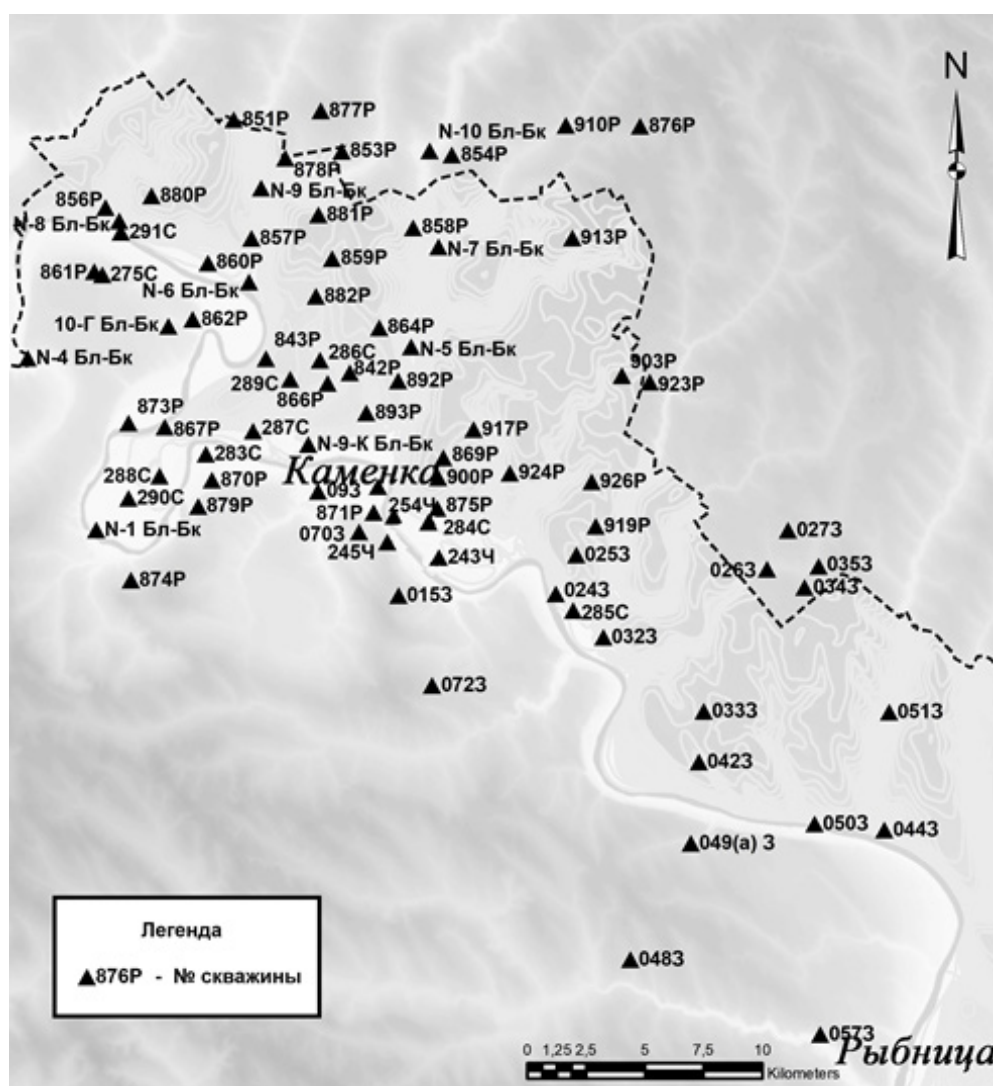 N
877Р
851Р
N-10 Бл-Бк
910Р
876Р
853Р
854Р
878Р
N-9 Бл-Бк
880Р
856Р
881Р
N-8 Бл-Бк
858Р
291С
857Р
913Р
N-7 Бл-Бк
859Р
860Р
861Р
275С
N-6 Бл-Бк
882Р
862Р
10-Г Бл-Бк
864Р
843Р
N-5 Бл-Бк
N-4 Бл-Бк
286С
903Р
842Р
289С
892Р
923Р
866Р
873Р
893Р
867Р
287С
917Р
N-9-К Бл-Бк
283С
869Р
Каменка
288С
870Р
900Р
924Р
926Р
093
290С
879Р
254Ч
875Р
871Р
284С
N-1 Бл-Бк
0703
919Р
0273
245Ч
243Ч
0253
0263
0353
874Р
0343
0153
0243
285С
0323
0723
0333
0513
0423
0503
0443
049(а) З
Легенда
876Р - № скважины
0483
0573
Рыбница
0 1,25 2,5 5 7,5 10
Kilometers